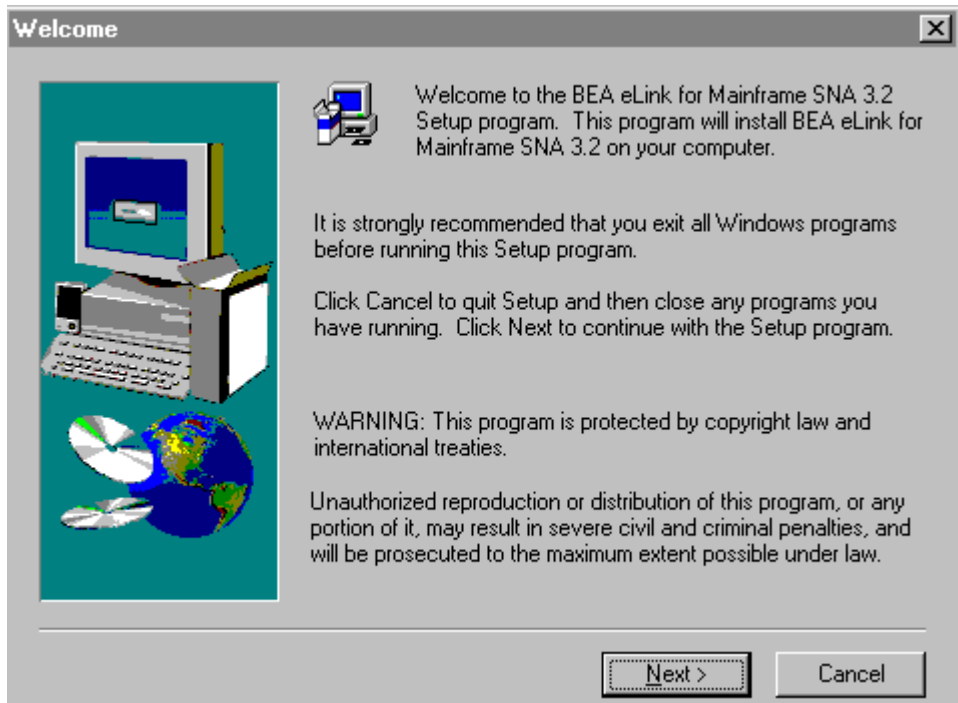 Welcome
Welcome to the BEA eLink for Mainframe SNA 3.2
Setup program.  This program will install BEA eLink for
Mainframe SNA 3.2 on your computer.
It is strongly recommended that you exit all Windows programs
before running this Setup program.
Click Cancel to quit Setup and then close any programs you
have running.  Click Next to continue with the Setup program.
WARNING: This program is protected by copyright law and
international treaties.
Unauthorized reproduction or distribution of this program, or any
portion of it, may result in severe civil and criminal penalties, and
will be prosecuted to the maximum extent possible under law.
Next >
Cancel